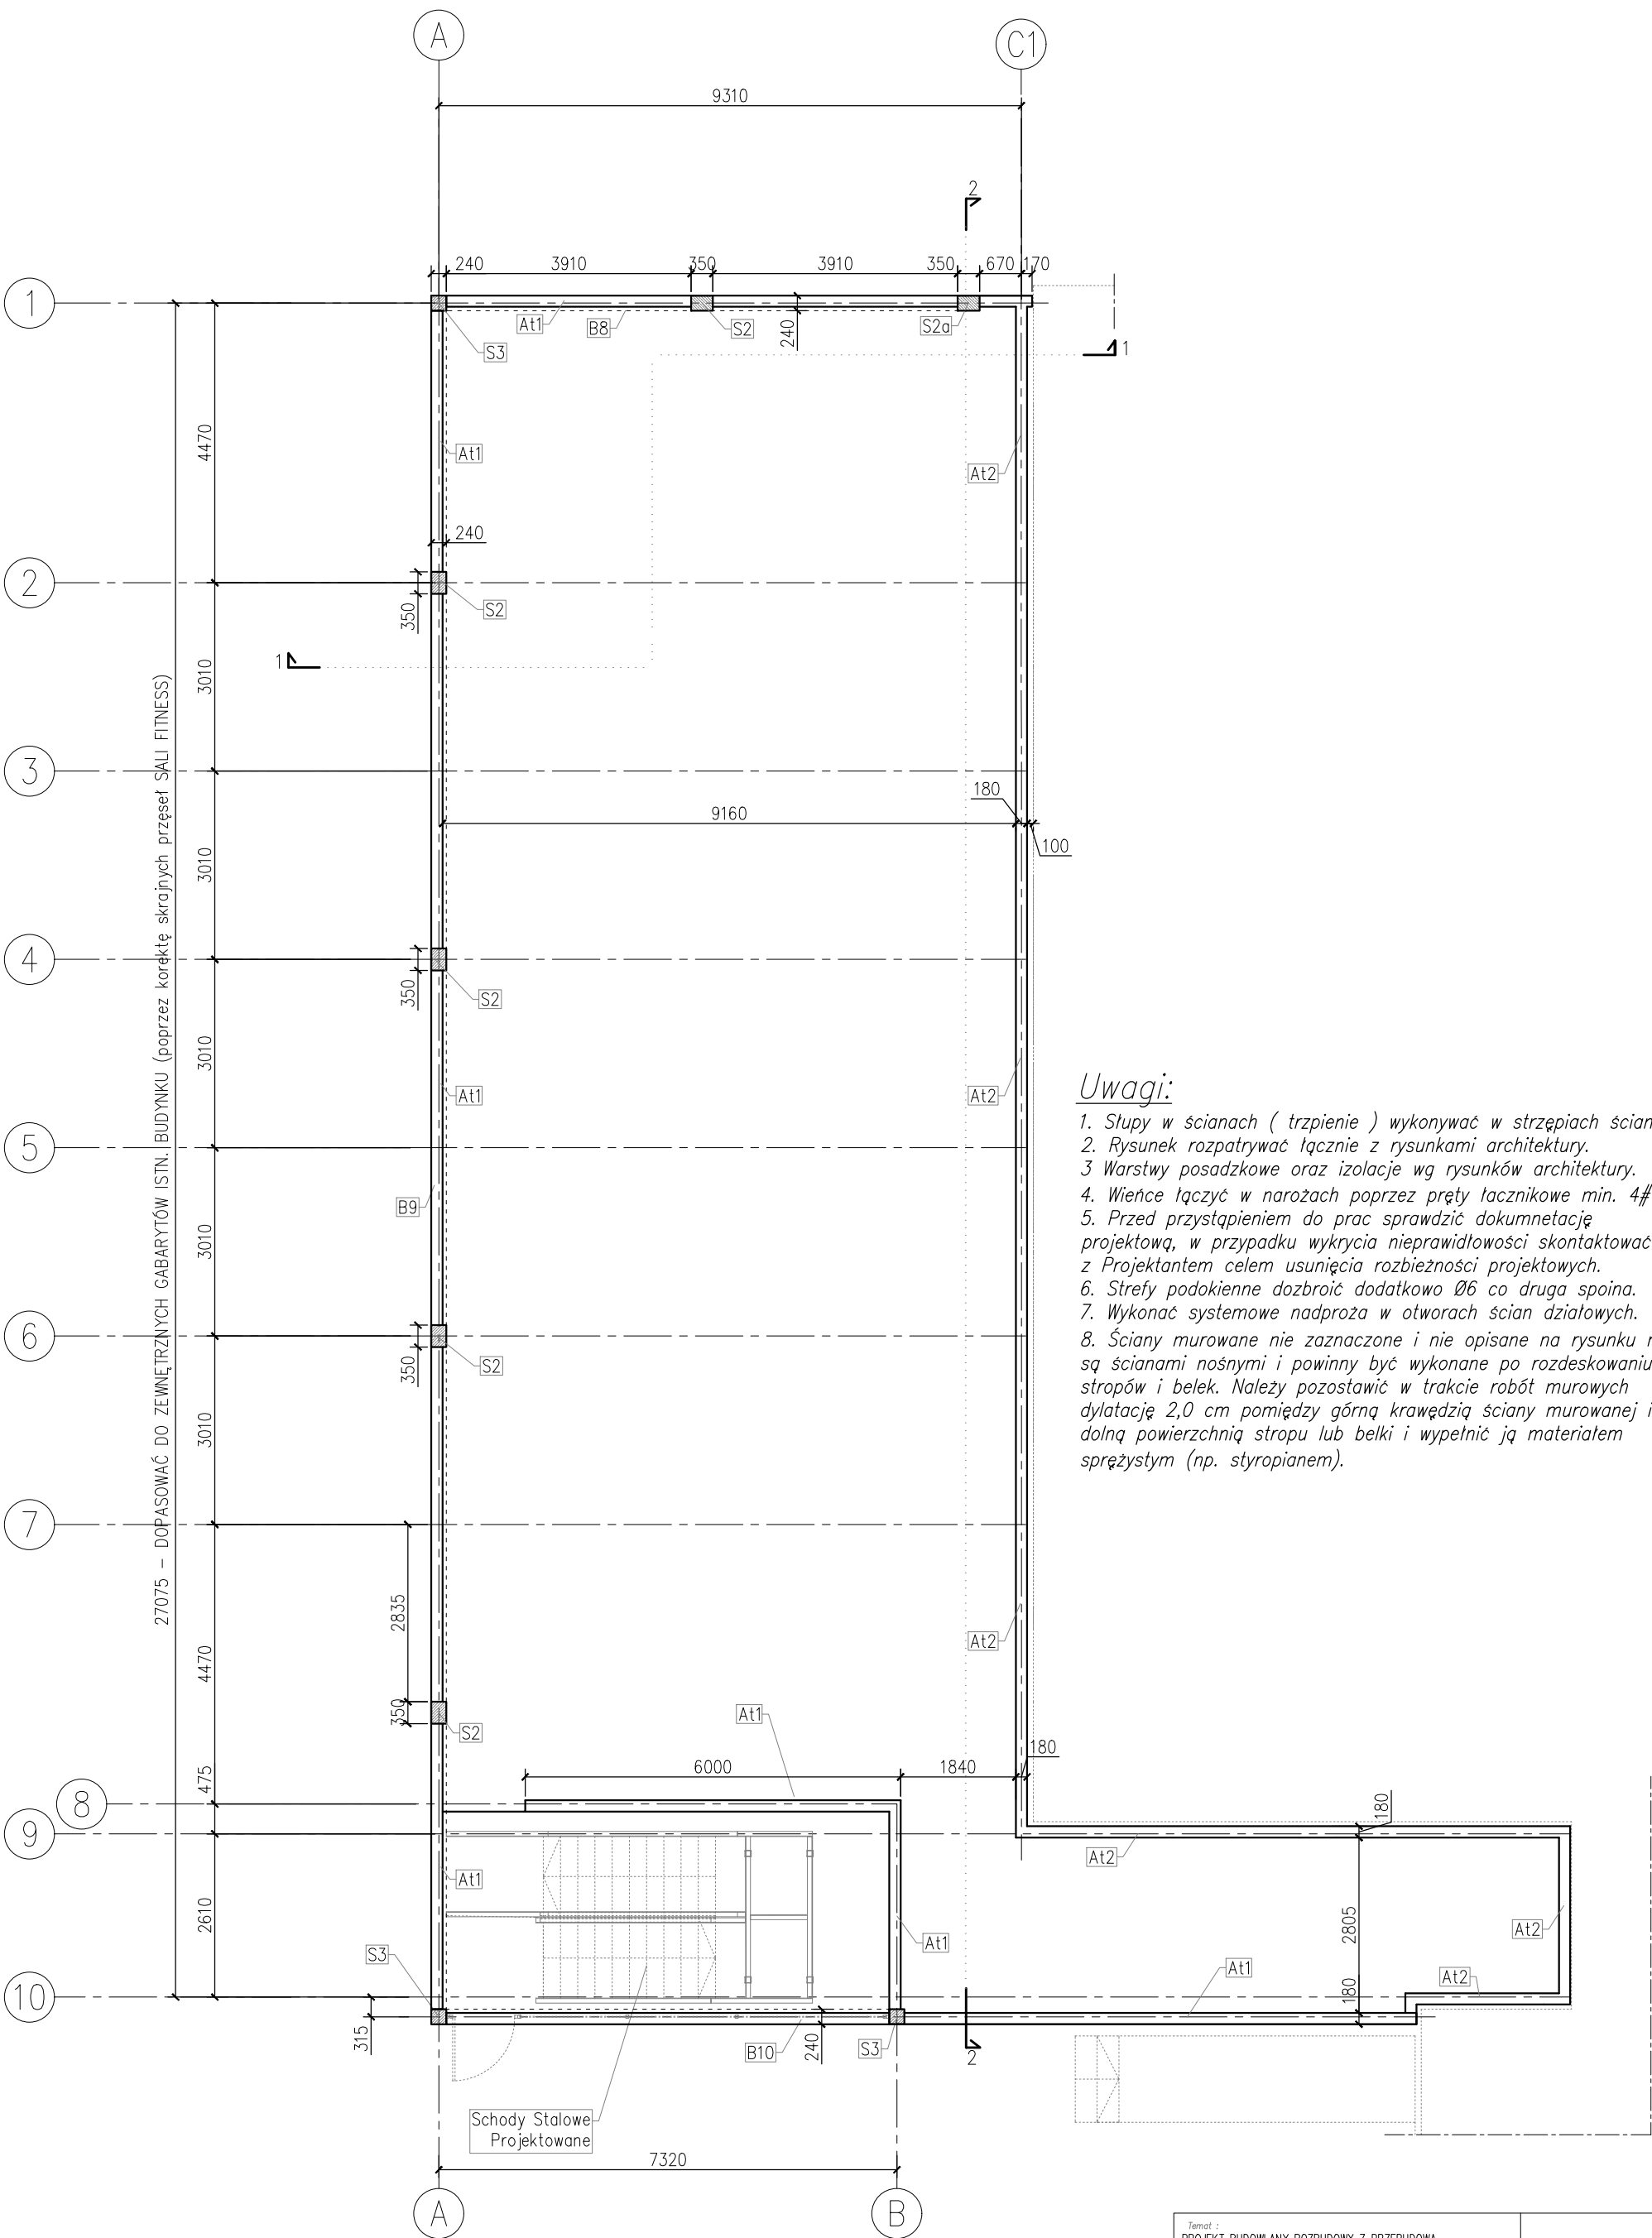 A
C1
9310
2
240
3910
350
3910
350
670
170
1
At1
B8
S2
240
S2a
S3
1
4470
At1
At2
240
2
350
S2
1
3010
3
180
9160
100
3010
4
350
S2
3010
At1
At2
5
B9
3010
6
350
S2
3010
7
27075 - DOPASOWAĆ DO ZEWNĘTRZNYCH GABARYTÓW ISTN. BUDYNKU (poprzez korektę skrajnych przęseł SALI FITNESS)
Uwagi:
1. Słupy w ścianach ( trzpienie ) wykonywać w strzępiach ścian
2. Rysunek rozpatrywać łącznie z rysunkami architektury.
3 Warstwy posadzkowe oraz izolacje wg rysunków architektury.
4. Wieńce łączyć w narożach poprzez pręty łacznikowe min. 4#
5. Przed przystąpieniem do prac sprawdzić dokumnetację
projektową, w przypadku wykrycia nieprawidłowości skontaktować
z Projektantem celem usunięcia rozbieżności projektowych.
6. Strefy podokienne dozbroić dodatkowo Ø6 co druga spoina.
7. Wykonać systemowe nadproża w otworach ścian działowych.
8. Ściany murowane nie zaznaczone i nie opisane na rysunku
są ścianami nośnymi i powinny być wykonane po rozdeskowaniu
stropów i belek. Należy pozostawić w trakcie robót murowych
dylatację 2,0 cm pomiędzy górną krawędzią ściany murowanej i
dolną powierzchnią stropu lub belki i wypełnić ją materiałem
sprężystym (np. styropianem).
2835
4470
At2
350
S2
At1
475
6000
1840
180
8
9
180
At2
At1
2610
2805
At2
At1
S3
At1
At2
10
180
315
B10
240
S3
2
Schody Stalowe
Projektowane
7320
A
B
Temat :
PROJEKT BUDOWLANY ROZBUDOWY Z PRZEBUDOWĄ